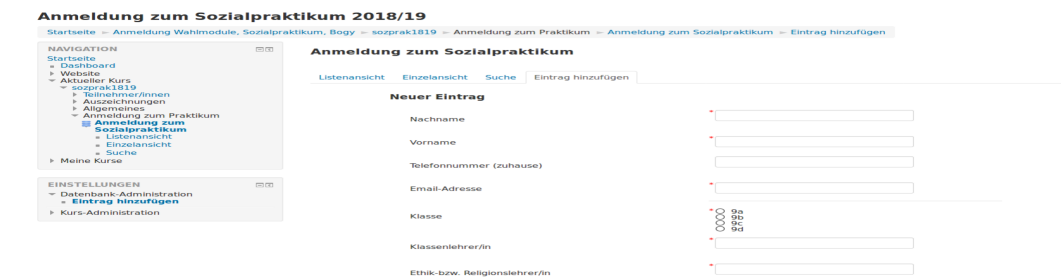 Anmeldung zum Sozialpraktikum 2018/19
Startseite ► Anmeldung Wahlmodule, Sozialpraktikum, Bogy ► sozprak1819 ► Anmeldung zum Praktikum ► Anmeldung zum Sozialpraktikum ► Eintrag hinzufügen
NAVIGATION
Startseite
Dashboard
Website
Aktueller Kurs
sozprak1819
Teilnehmer/innen
Auszeichnungen
Allgemeines
Anmeldung zum Praktikum
Anmeldung zum
Sozialpraktikum
Listenansicht
Einzelansicht
Suche
Meine Kurse
EINSTELLUNGEN
Datenbank-Administration
Eintrag hinzufügen
Kurs-Administration
Anmeldung zum Sozialpraktikum
Listenansicht Einzelansicht Suche Eintrag hinzufügen
Neuer Eintrag
Nachname *
Vorname *
Telefonnummer (zuhause)
Email-Adresse *
Klasse * 9a
9b
9c
9d
Klassenlehrer/in *
Ethik-bzw. Religionslehrer/in *